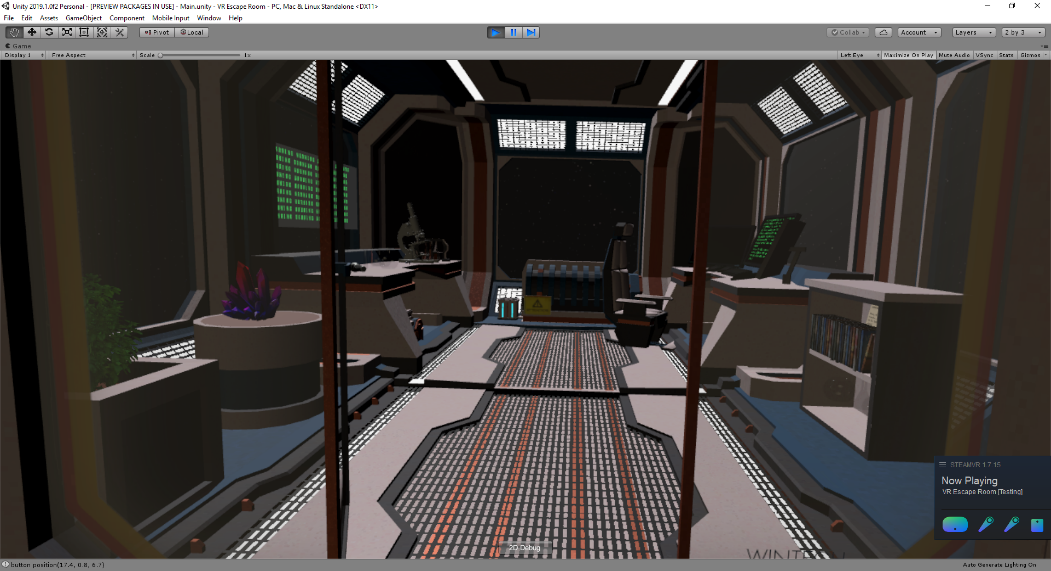 Unity 2019.1.0f2 Personal - [PREVIEW PACKAGES IN USE] - Main.unity - VR Escape Room - PC, Mac & Linux Standalone <DX11>
File Edit Assets GameObject Component Mobile Input Window Help
Pivot Local Collab Account Layers 2 by 3
Game
Display 1 Free Aspect Scale 1x Left Eye Maximize On Play Mute Audio VSync Stats Gizmos
STEAMVR 1.7.15
Now Playing
VR Escape Room [Testing]
2D Debug
button position(17.4, 0.8, 6.7) Auto Generate Lighting On